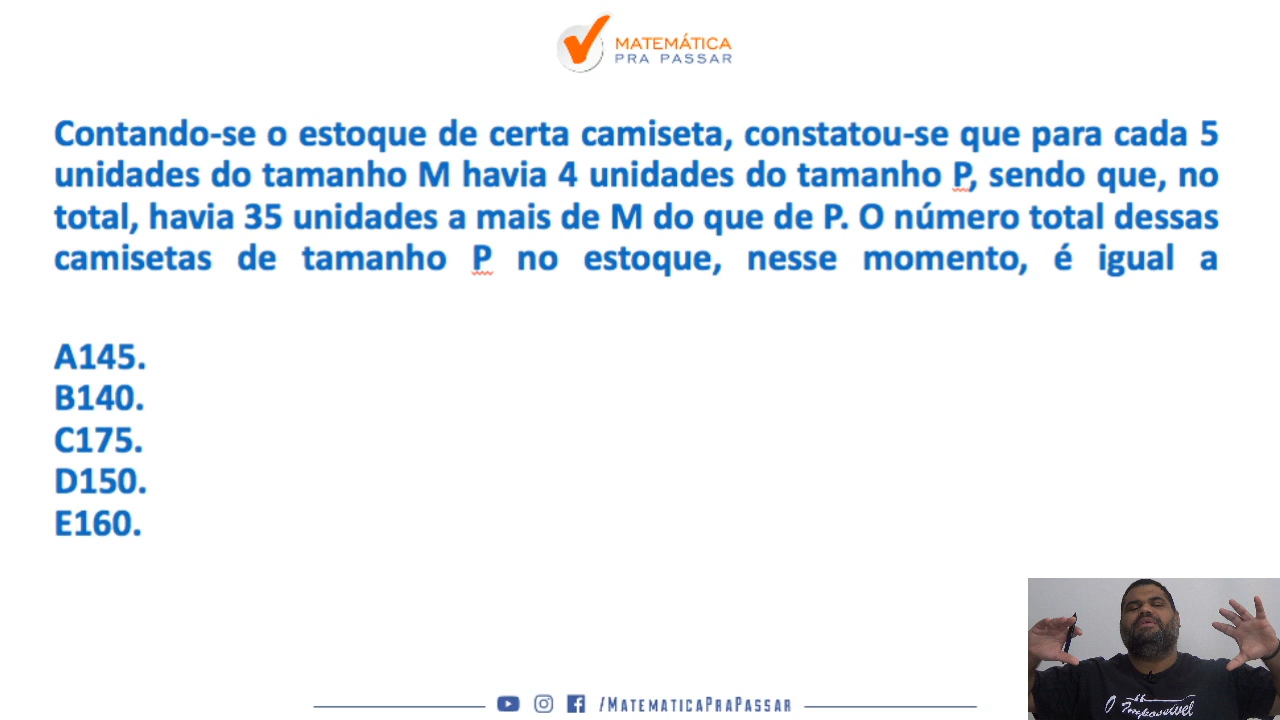 MATEMÁTICA
PRA PASSAR
Contando-se o estoque de certa camiseta, constatou-se que para cada 5
unidades do tamanho M havia 4 unidades do tamanho P, sendo que, no
total, havia 35 unidades a mais de M do que de P. O número total dessas
camisetas de tamanho P no estoque, nesse momento, é igual a
A145.
B140.
C175.
D150.
E160.
O Impossível
/MATEMATICAPRAPASSAR